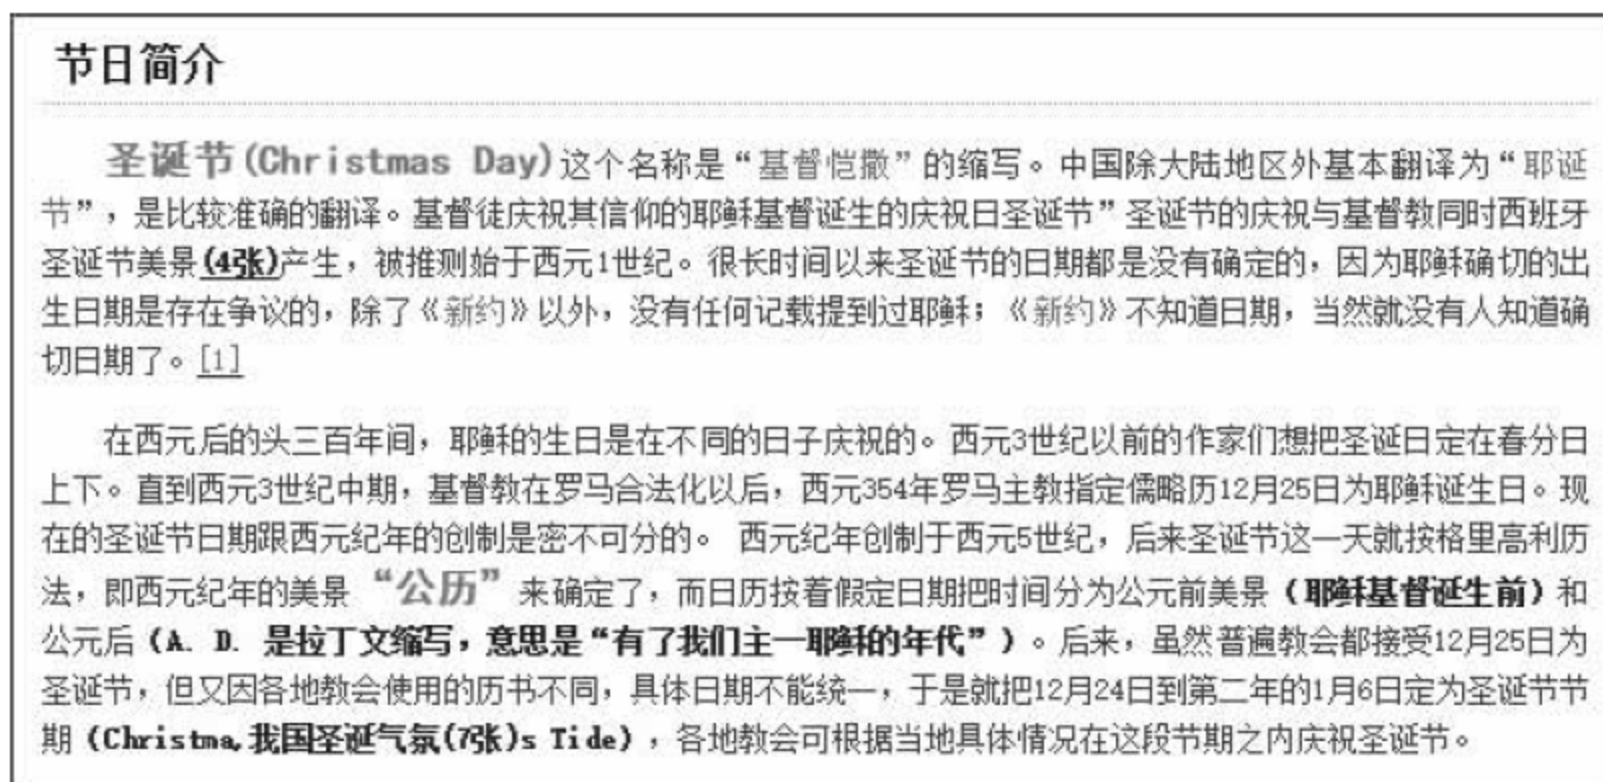 节日简介
圣诞节(Christmas Day)这个名称是“基督恺撒”的缩写。中国除大陆地区外基本翻译为“耶诞
节”，是比较准确的翻译。基督徒庆祝其信仰的耶稣基督诞生的庆祝日圣诞节”圣诞节的庆祝与基督教同时西班牙
圣诞节美景(4张)产生，被推测始于西元1世纪。很长时间以来圣诞节的日期都是没有确定的，因为耶稣确切的出
生日期是存在争议的，除了《新约》以外，没有任何记载提到过耶稣；《新约》不知道日期，当然就没有人知道确
切日期了。[1]
在西元后的头三百年间，耶稣的生日是在不同的日子庆祝的。西元3世纪以前的作家们想把圣诞日定在春分日
上下。直到西元3世纪中期，基督教在罗马合法化以后，西元354年罗马主教指定儒略历12月25日为耶稣诞生日。现
在的圣诞节日期跟西元纪年的创制是密不可分的。 西元纪年创制于西元5世纪，后来圣诞节这一天就按格里高利历
法，即西元纪年的美景 “公历” 来确定了，而日历按着假定日期把时间分为公元前美景（耶稣基督诞生前）和
公元后（A. D. 是拉丁文缩写，意思是“有了我们主—耶稣的年代”）。后来，虽然普遍教会都接受12月25日为
圣诞节，但又因各地教会使用的历书不同，具体日期不能统一，于是就把12月24日到第二年的1月6日定为圣诞节节
期（Christma,我国圣诞气氛(7张)s Tide），各地教会可根据当地具体情况在这段节期之内庆祝圣诞节。